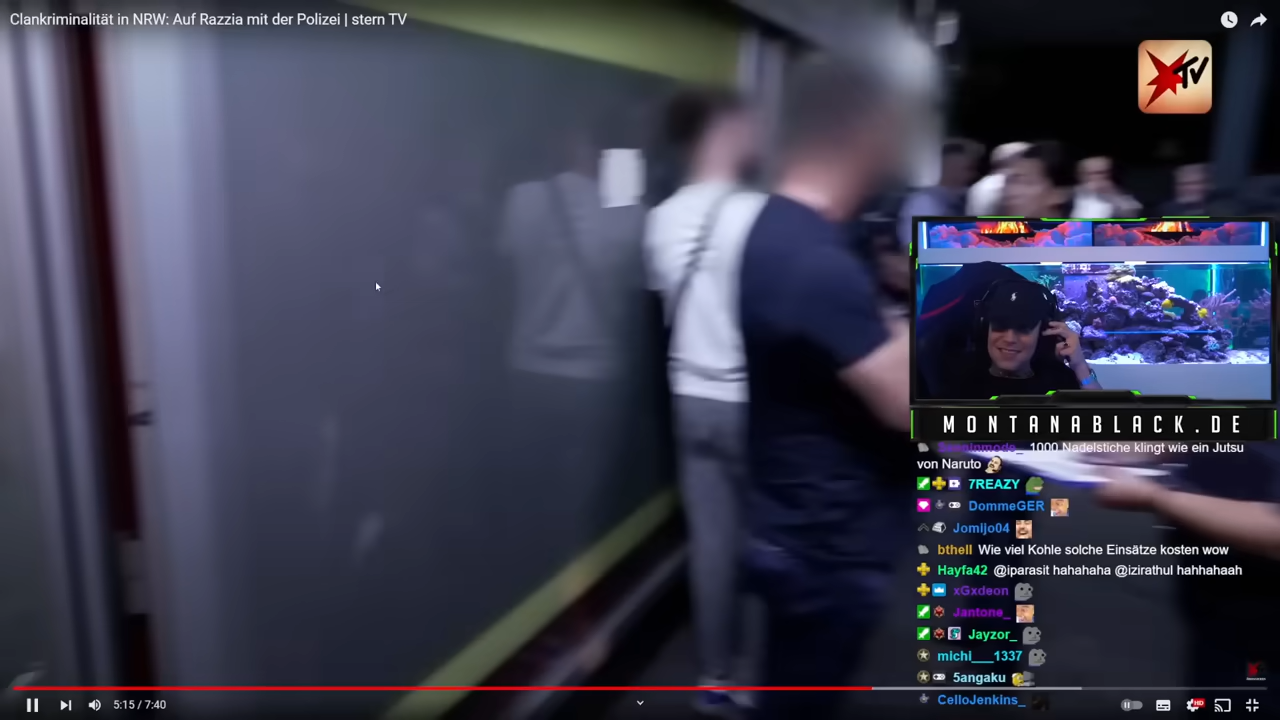 Clankriminalität in NRW: Auf Razzia mit der Polizei | stern TV
TV
MONTANABLACK.DE
1000 Nadelstiche klingt wie ein Jutsu
von Naruto
7REAZY
DommeGER
Jomijo04
bthell Wie viel Kohle solche Einsätze kosten wow
Hayfa42 @iparasit hahahaha @izirathul hahhahaah
xGxdeon
Jantone_
Jayzor_
michi___1337
5angaku
CelloJenkins_
5:15 / 7:40
HD